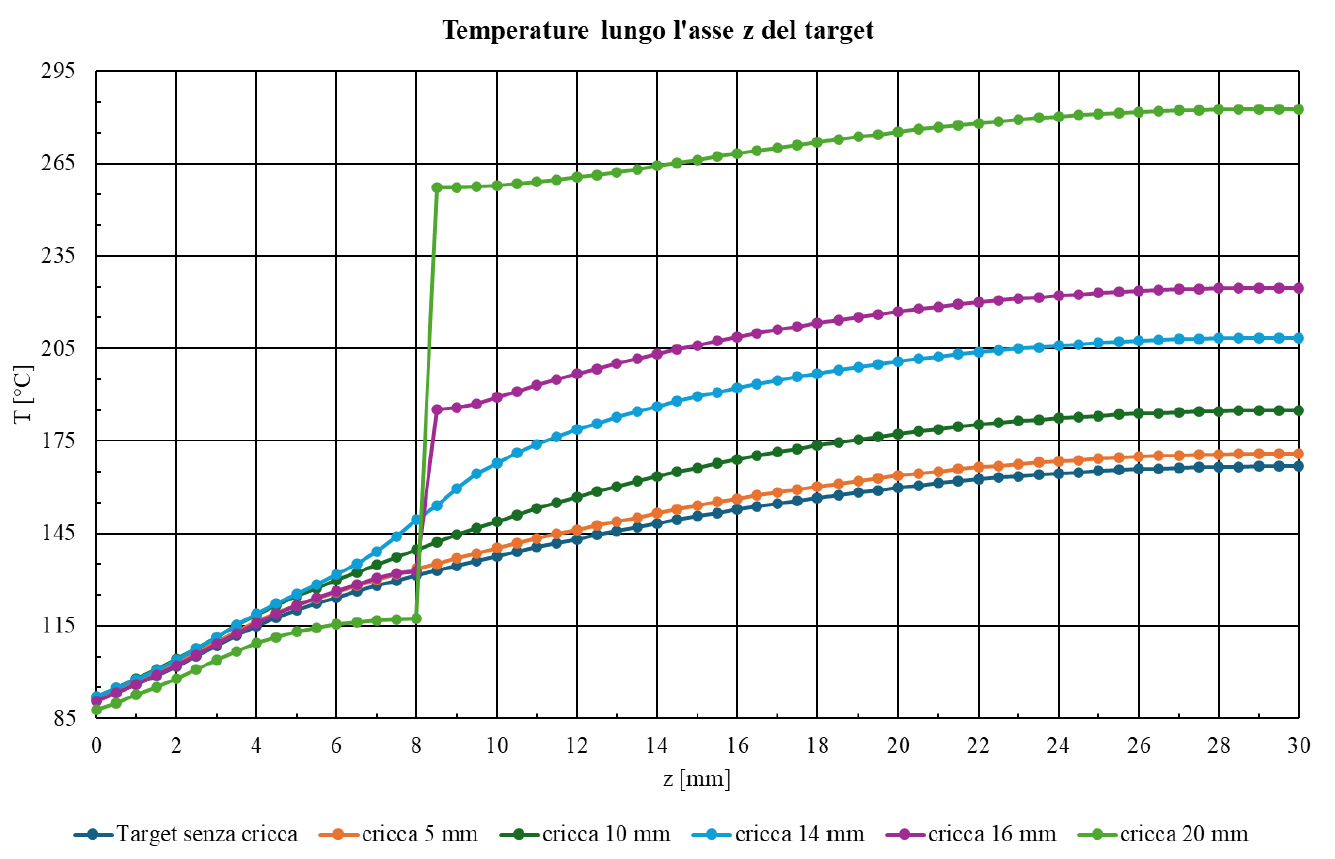 Temperature lungo l'asse z del target
295
265
235
205
175
145
115
85
T [°C]
0 2 4 6 8 10 12 14 16 18 20 22 24 26 28 30
z [mm]
Target senza cricca cricca 5 mm cricca 10 mm cricca 14 mm cricca 16 mm cricca 20 mm